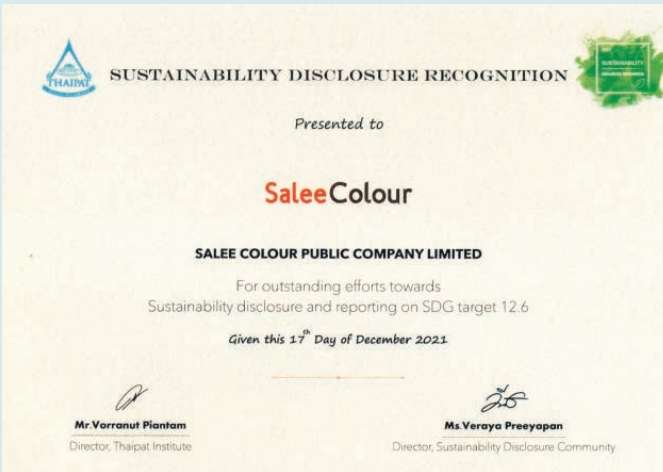 THAIPAT
SUSTAINABILITY DISCLOSURE RECOGNITION
SUSTAINABILITY
Presented to
SaleeColour
SALEE COLOUR PUBLIC COMPANY LIMITED
For outstanding efforts towards
Sustainability disclosure and reporting on SDG target 12.6
Given this 17th Day of December 2021
Mr.Vorranut Piantam
Director, Thaipat Institute
Ms.Veraya Preeyapan
Director, Sustainability Disclosure Community